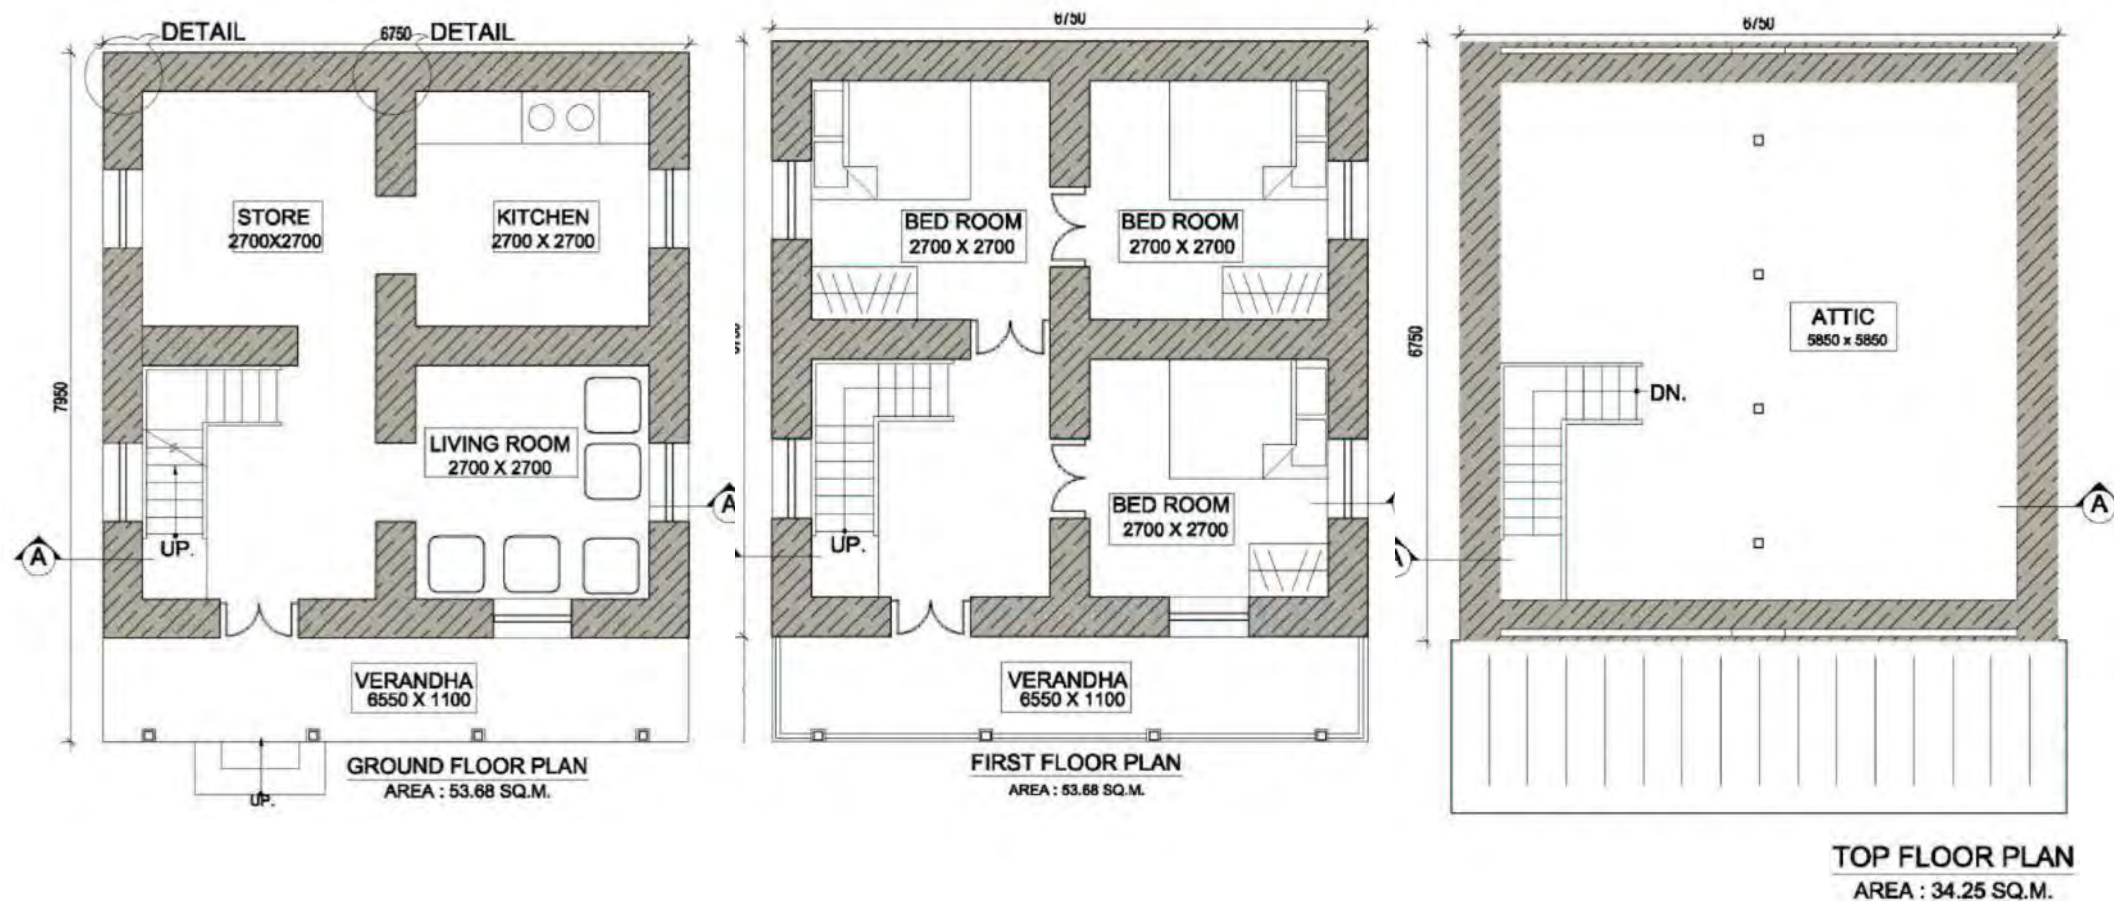 DETAIL
6750
DETAIL
7950
STORE
2700X2700
KITCHEN
2700 X 2700
LIVING ROOM
2700 X 2700
UP.
A
A
VERANDHA
6550 X 1100
UP.
GROUND FLOOR PLAN
AREA : 53.68 SQ.M.
6750
BED ROOM
2700 X 2700
BED ROOM
2700 X 2700
BED ROOM
2700 X 2700
UP.
VERANDHA
6550 X 1100
FIRST FLOOR PLAN
AREA : 53.68 SQ.M.
6750
6750
ATTIC
5850 x 5850
DN.
A
A
TOP FLOOR PLAN
AREA : 34.25 SQ.M.